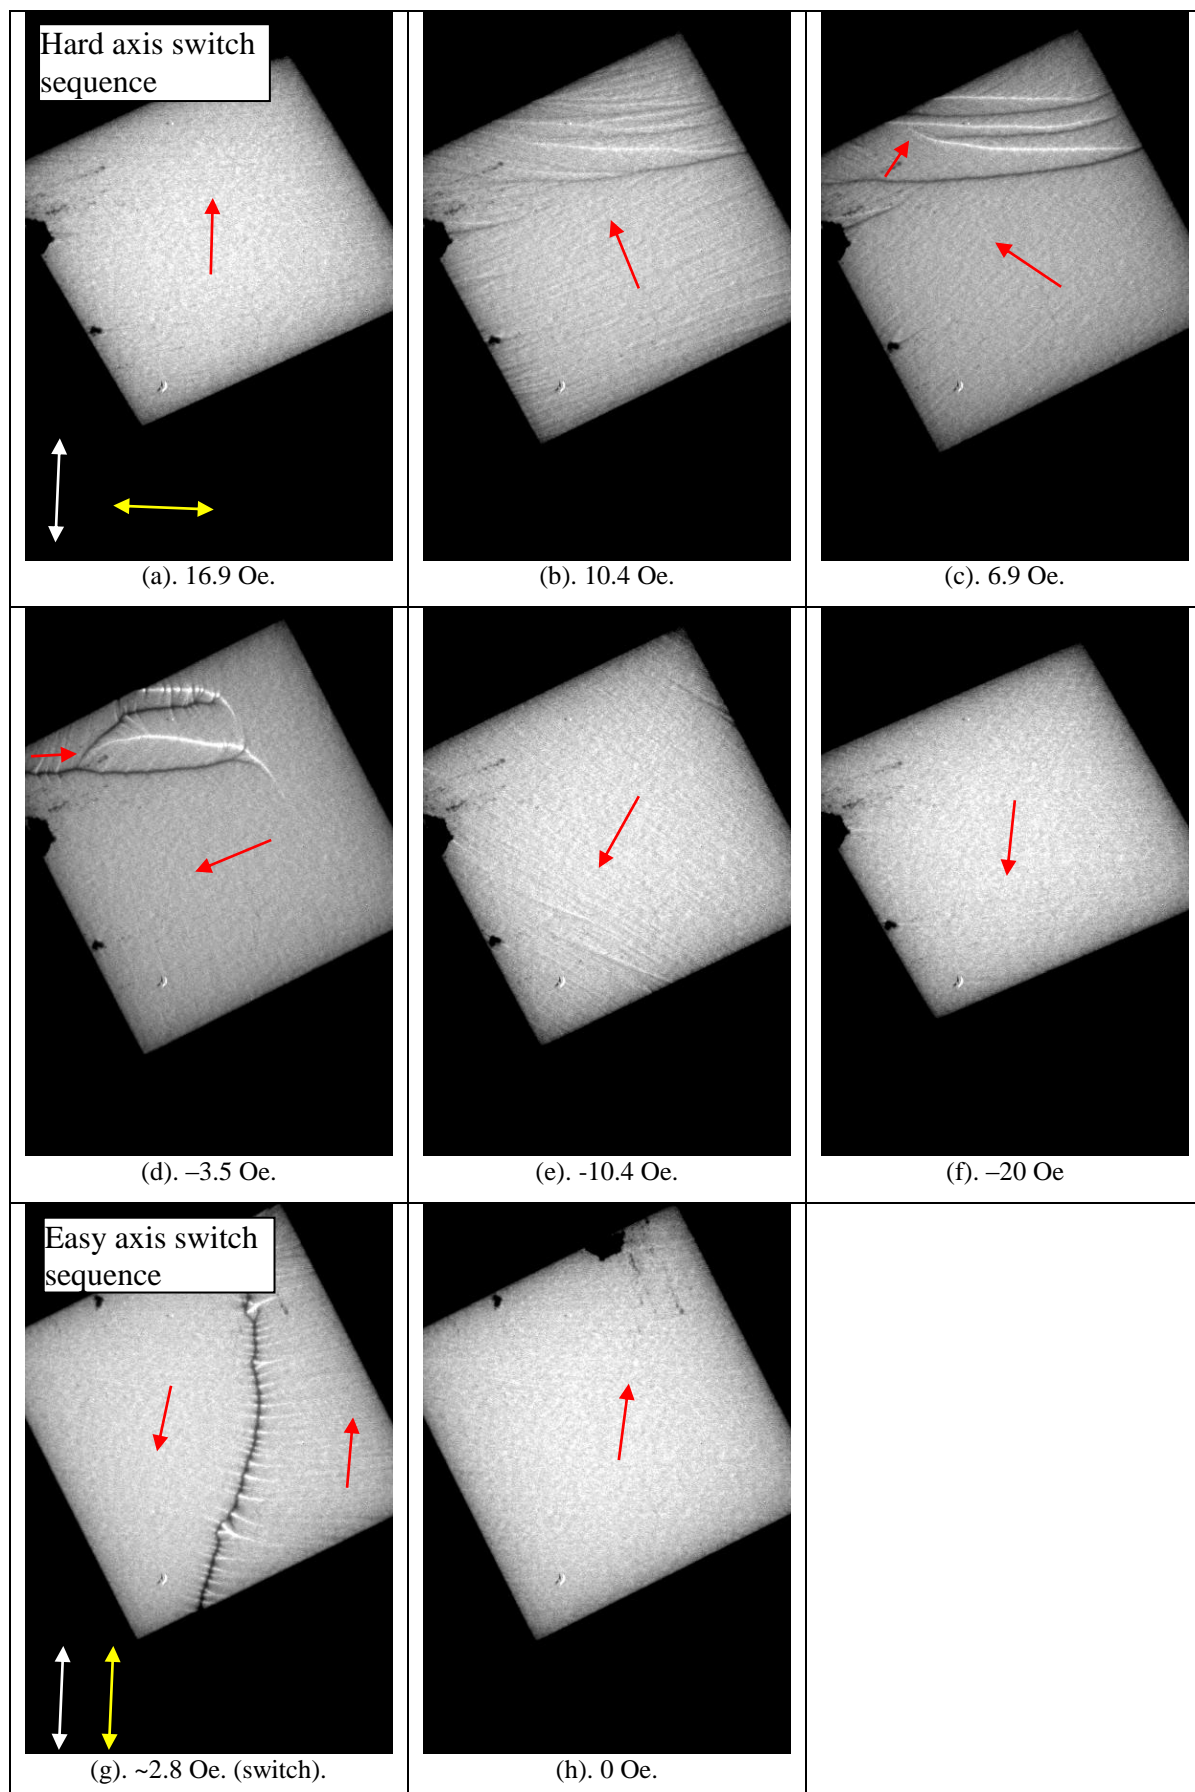 Hard axis switch
sequence
(a). 16.9 Oe.
(b). 10.4 Oe.
(c). 6.9 Oe.
(d). –3.5 Oe.
(e). -10.4 Oe.
(f). –20 Oe
Easy axis switch
sequence
(g). ~2.8 Oe. (switch).
(h). 0 Oe.